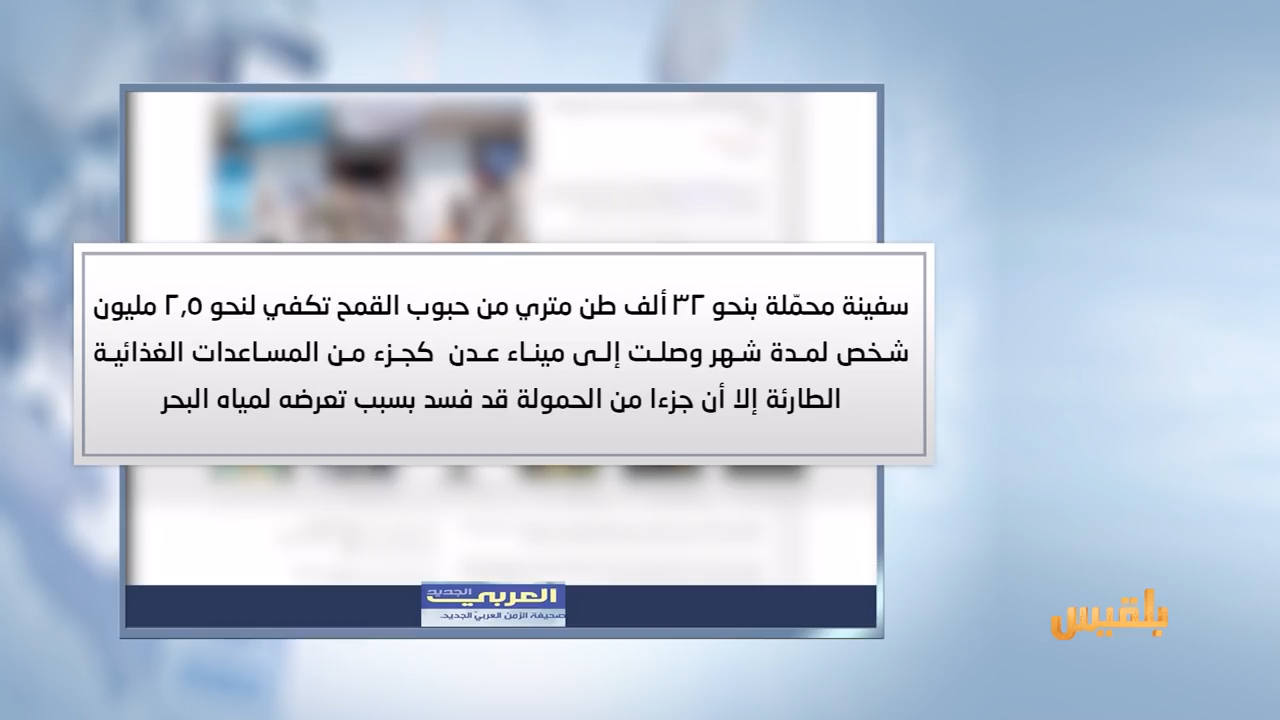 سفينة محمّلة بنحو ٣٢ ألف طن متري من حبوب القمح تكفي لنحو ٢,٥ مليون
شخص لمدة شهر وصلت إلى ميناء عدن كجزء من المساعدات الغذائية
الطارئة إلا أن جزءا من الحمولة قد فسد بسبب تعرضه لمياه البحر
العربي الجديد
صحيفة الزمن العربيّ الجديد.
بلقيس